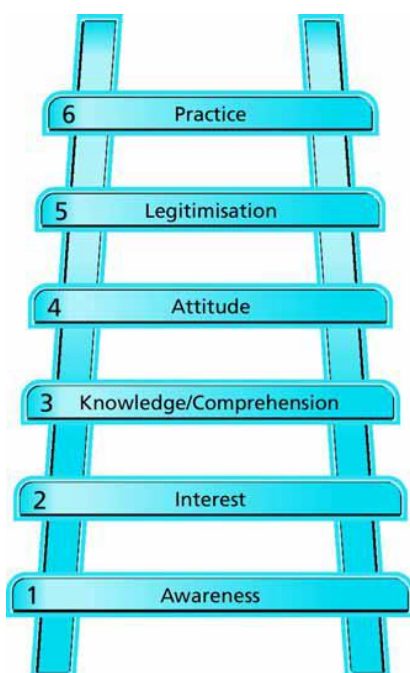 6 Practice
5 Legitimisation
4 Attitude
3 Knowledge/Comprehension
2 Interest
1 Awareness